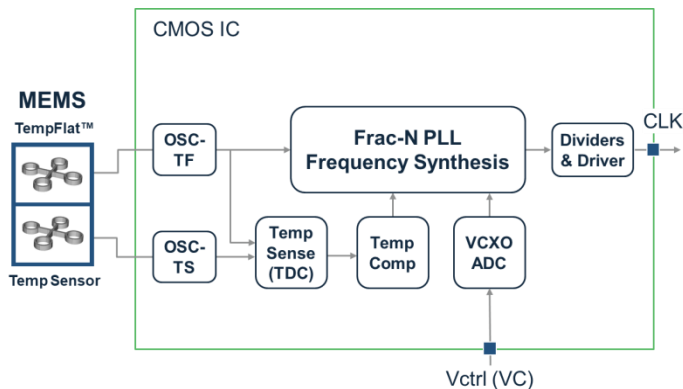 CMOS IC
MEMS
TempFlat™
OSC-
TF
Frac-N PLL
Frequency Synthesis
Dividers
& Driver
CLK
OSC-
TS
Temp
Sense
(TDC)
Temp
Comp
VCXO
ADC
Temp Sensor
Vctrl (VC)